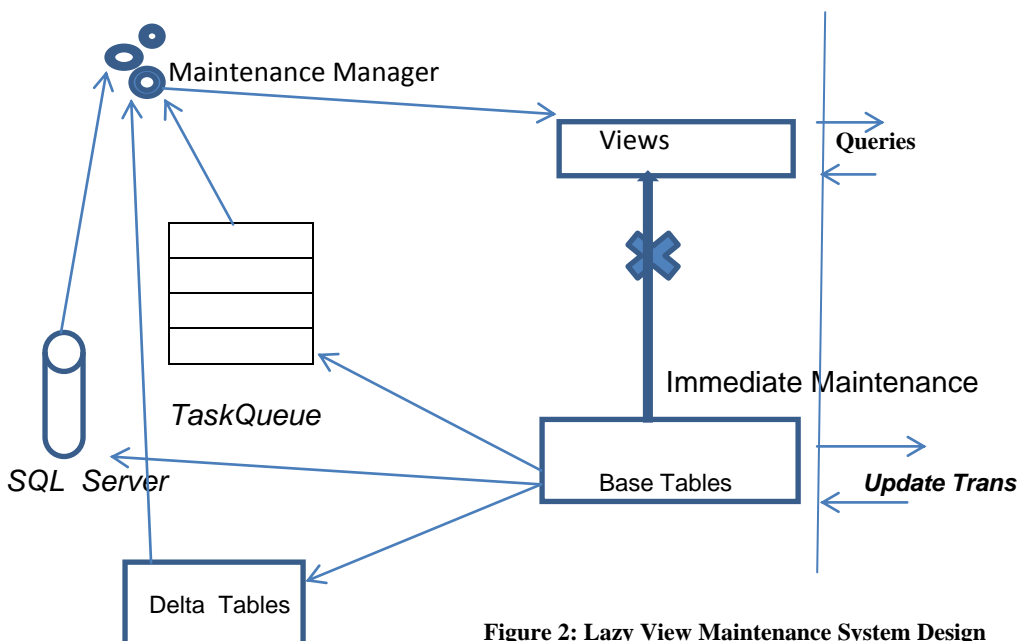 Maintenance Manager
Views
Queries
Immediate Maintenance
TaskQueue
SQL Server
Base Tables
Update Trans
Delta Tables
Figure 2: Lazy View Maintenance System Design